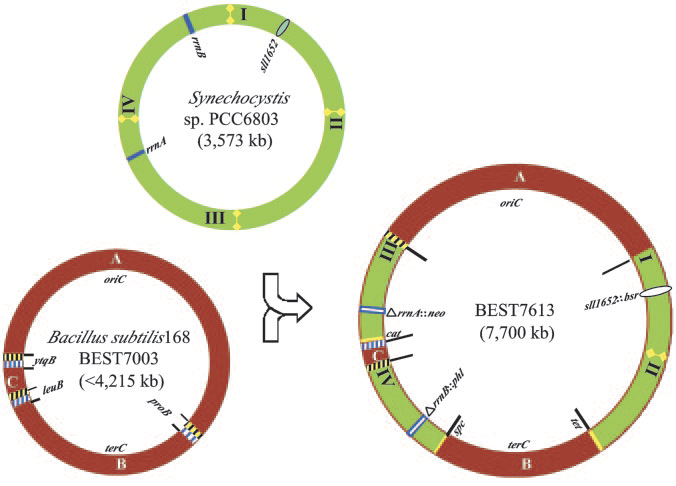 I
rrnB
sll1652
IV
Synechocystis
sp. PCC6803
(3,573 kb)
II
rrnA
III
A
oriC
Bacillus subtilis168
BEST7003
(<4,215 kb)
ytqB
C
leuB
proB
terC
B
A
oriC
III
I
BEST7613
(7,700 kb)
sll1652::bsr
△rrnA::neo
cat
C
IV
II
△rrnB::phl
spc
tet
terC
B